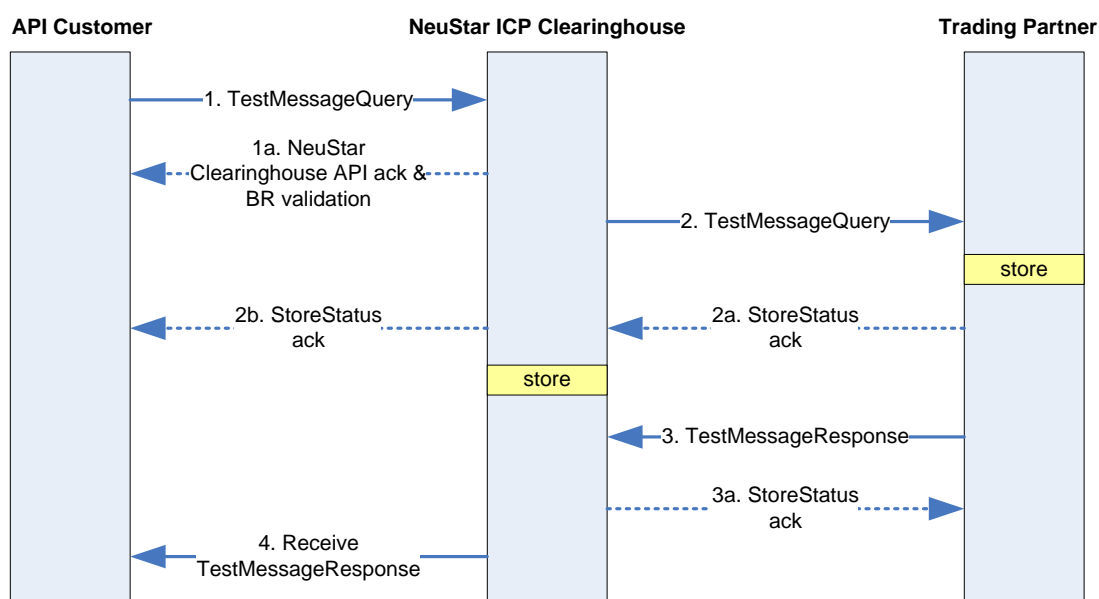 API Customer
NeuStar ICP Clearinghouse
Trading Partner
1. TestMessageQuery
1a. NeuStar
Clearinghouse API ack &
BR validation
2. TestMessageQuery
store
2b. StoreStatus
ack
2a. StoreStatus
ack
store
3. TestMessageResponse
3a. StoreStatus
ack
4. Receive
TestMessageResponse